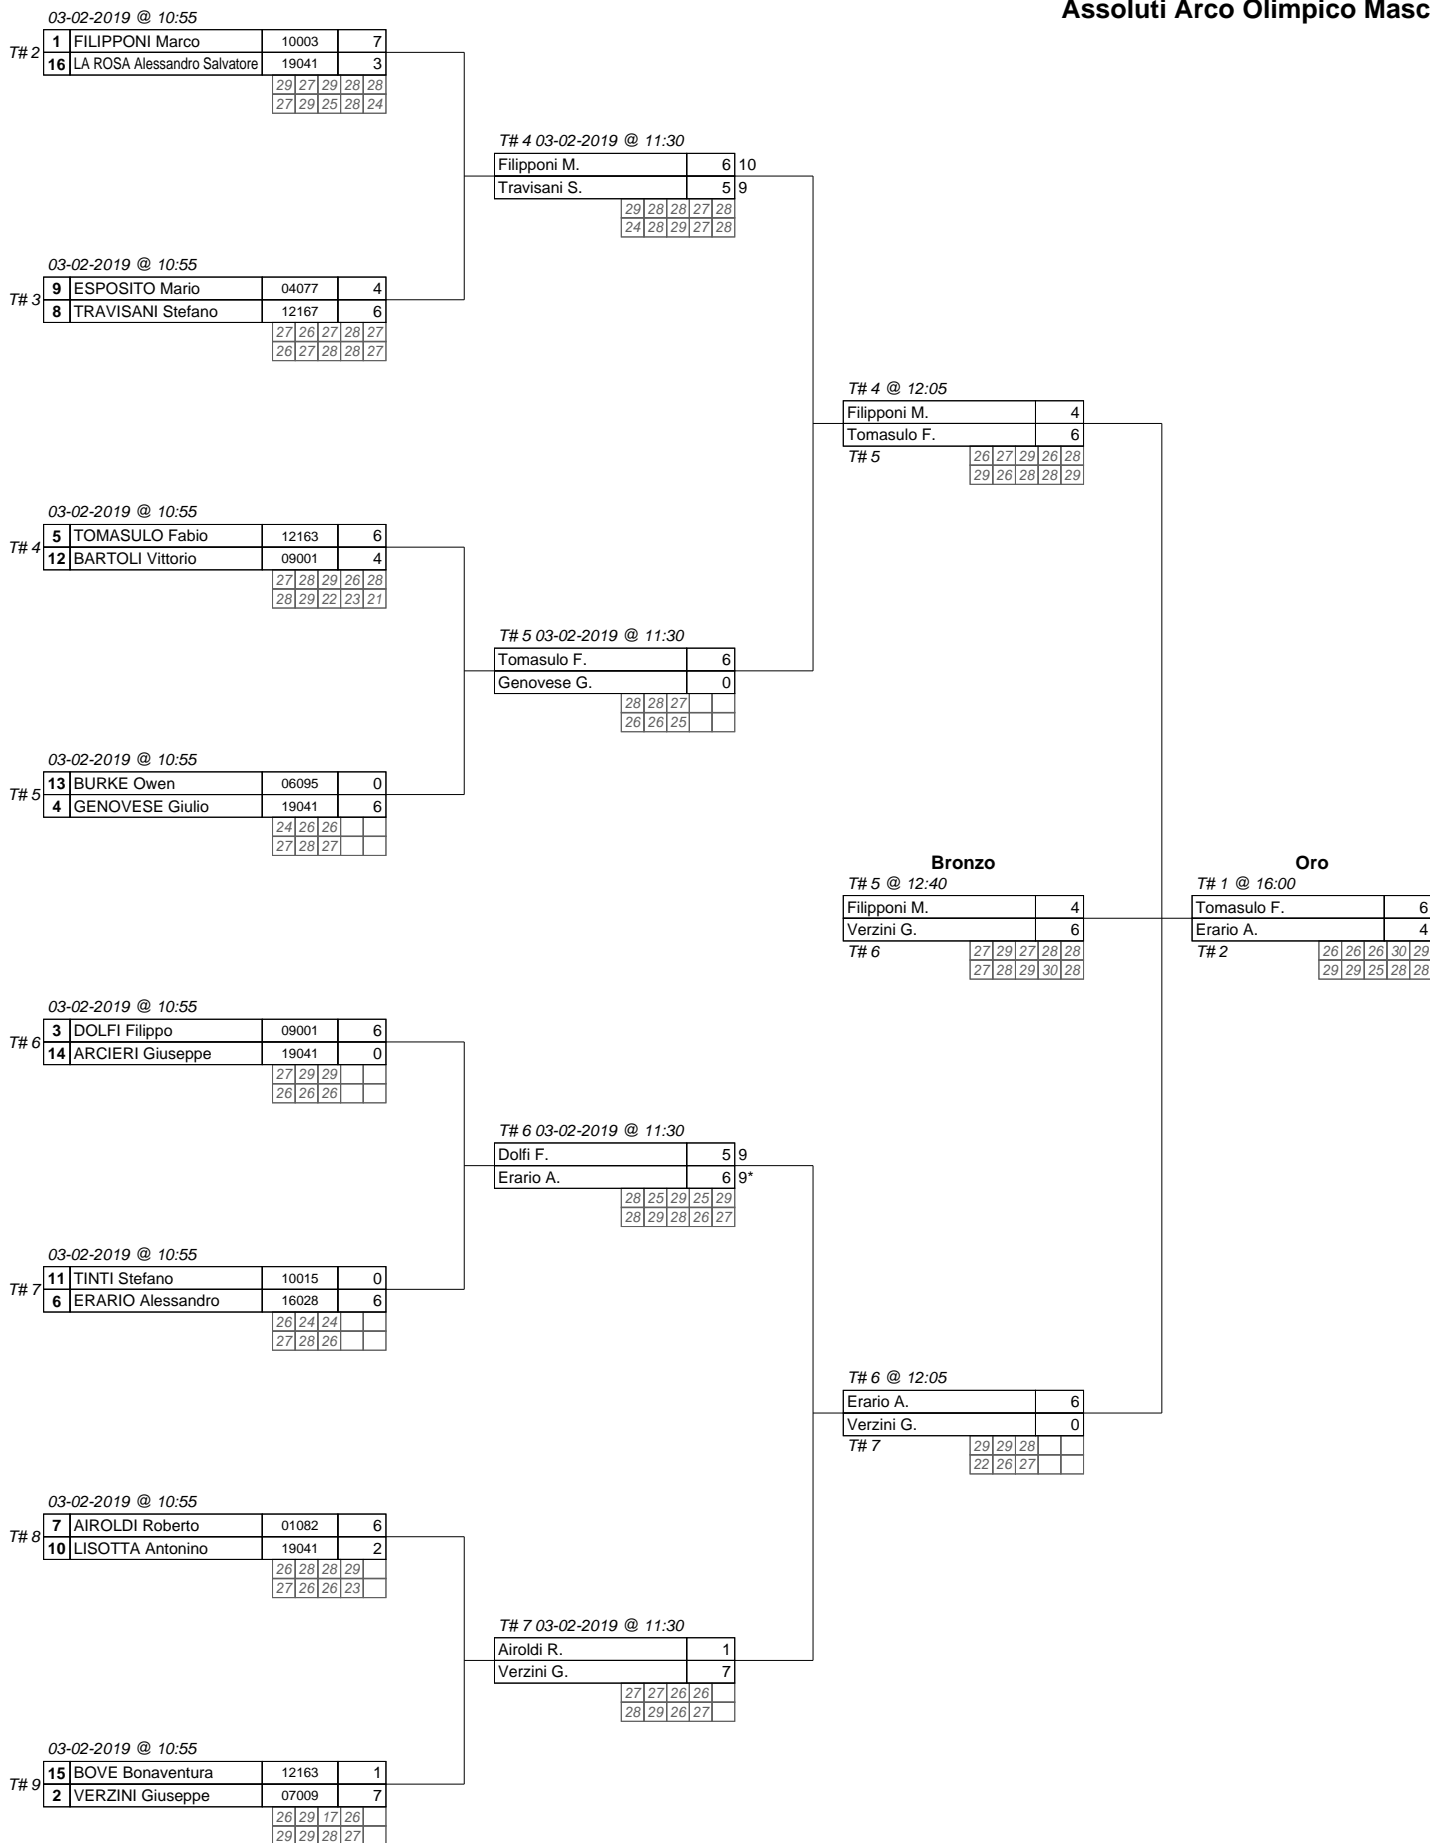 Assoluti Arco Olimpico Masc
03-02-2019 @ 10:55
T# 2
1 FILIPPONI Marco 10003 7
16 LA ROSA Alessandro Salvatore 19041 3
29 27 29 28 28
27 29 25 28 24
T# 4 03-02-2019 @ 11:30
Filipponi M. 6 10
Travisani S. 5 9
29 28 28 27 28
24 28 29 27 28
03-02-2019 @ 10:55
T# 3
9 ESPOSITO Mario 04077 4
8 TRAVISANI Stefano 12167 6
27 26 27 28 27
26 27 28 28 27
T# 4 @ 12:05
Filipponi M. 4
Tomasulo F. 6
T# 5
26 27 29 26 28
29 26 28 28 29
03-02-2019 @ 10:55
T# 4
5 TOMASULO Fabio 12163 6
12 BARTOLI Vittorio 09001 4
27 28 29 26 28
28 29 22 23 21
T# 5 03-02-2019 @ 11:30
Tomasulo F. 6
Genovese G. 0
28 28 27
26 26 25
03-02-2019 @ 10:55
T# 5
13 BURKE Owen 06095 0
4 GENOVESE Giulio 19041 6
24 26 26
27 28 27
Bronzo
T# 5 @ 12:40
Filipponi M. 4
Verzini G. 6
T# 6
27 29 27 28 28
27 28 29 30 28
Oro
T# 1 @ 16:00
Tomasulo F. 6
Erario A. 4
T# 2
26 26 26 30 29
29 29 25 28 28
03-02-2019 @ 10:55
T# 6
3 DOLFI Filippo 09001 6
14 ARCIERI Giuseppe 19041 0
27 29 29
26 26 26
T# 6 03-02-2019 @ 11:30
Dolfi F. 5 9
Erario A. 6 9*
28 25 29 25 29
28 29 28 26 27
03-02-2019 @ 10:55
T# 7
11 TINTI Stefano 10015 0
6 ERARIO Alessandro 16028 6
26 24 24
27 28 26
T# 6 @ 12:05
Erario A. 6
Verzini G. 0
T# 7
29 29 28
22 26 27
03-02-2019 @ 10:55
T# 8
7 AIROLDI Roberto 01082 6
10 LISOTTA Antonino 19041 2
26 28 28 29
27 26 26 23
T# 7 03-02-2019 @ 11:30
Airoldi R. 1
Verzini G. 7
27 27 26 26
28 29 26 27
03-02-2019 @ 10:55
T# 9
15 BOVE Bonaventura 12163 1
2 VERZINI Giuseppe 07009 7
26 29 17 26
29 29 28 27